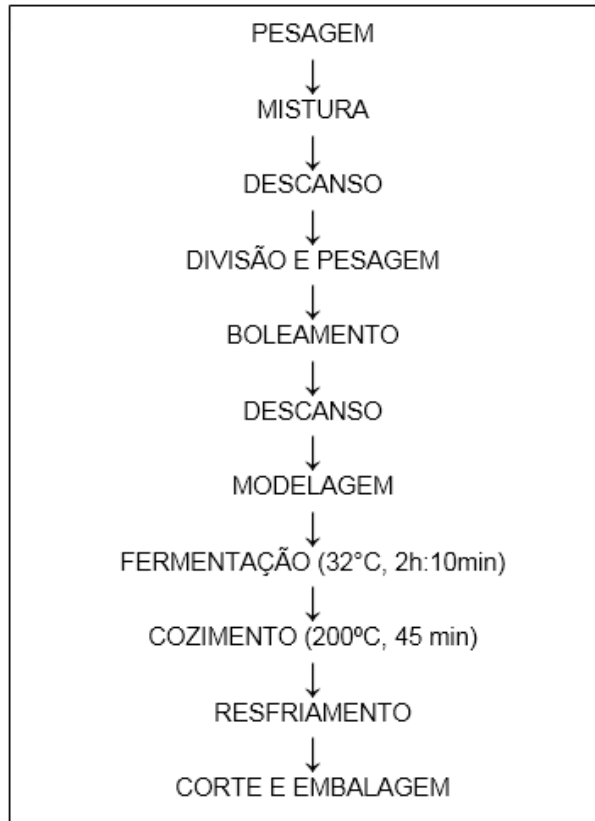 PESAGEM
MISTURA
DESCANSO
DIVISÃO E PESAGEM
BOLEAMENTO
DESCANSO
MODELAGEM
FERMENTAÇÃO (32°C, 2h:10min)
COZIMENTO (200ºC, 45 min)
RESFRIAMENTO
CORTE E EMBALAGEM